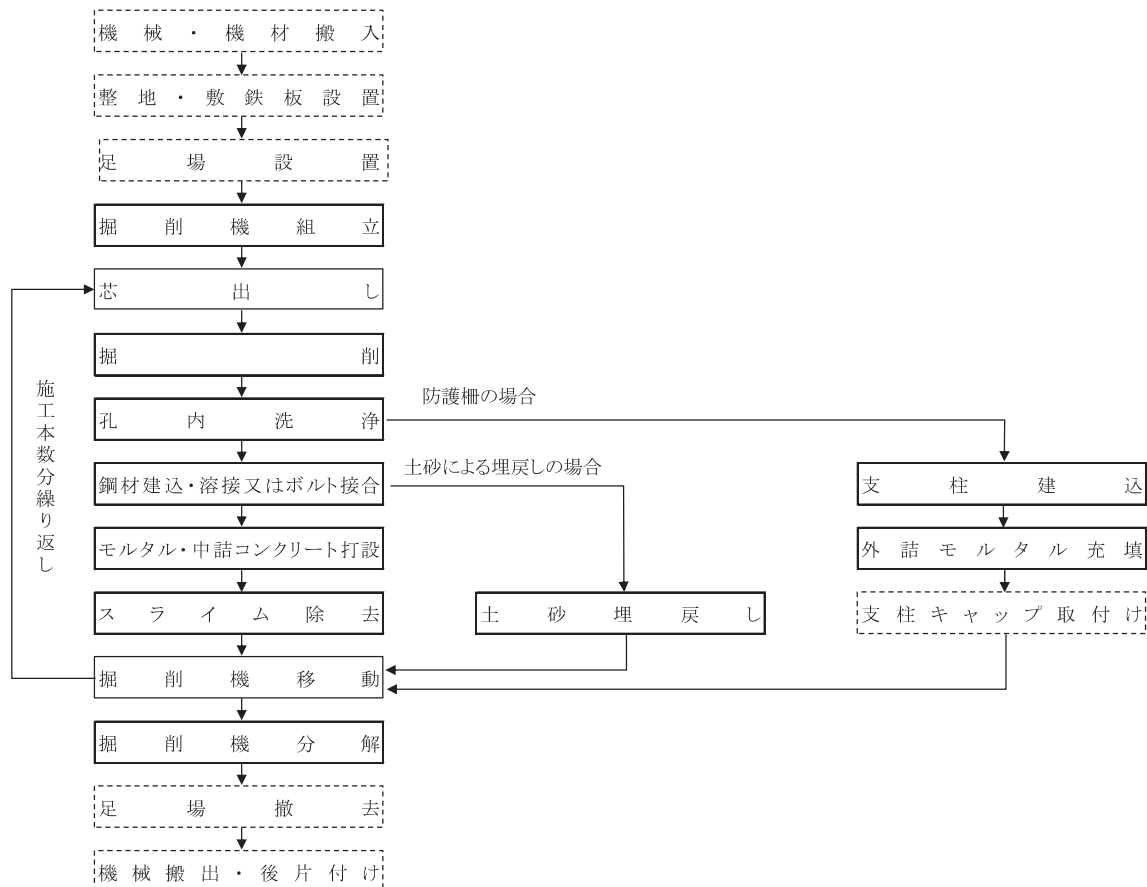 機械・機材搬入
整地・敷鉄板設置
足場設置
掘削機組立
芯出し
掘削
孔内洗浄
鋼材建込・溶接又はボルト接合
モルタル・中詰コンクリート打設
スライム除去
掘削機移動
掘削機分解
足場撤去
機械搬出・後片付け
施工本数分繰り返し
防護柵の場合
土砂による埋戻しの場合
土砂埋戻し
支柱建込
外詰モルタル充填
支柱キャップ取付け